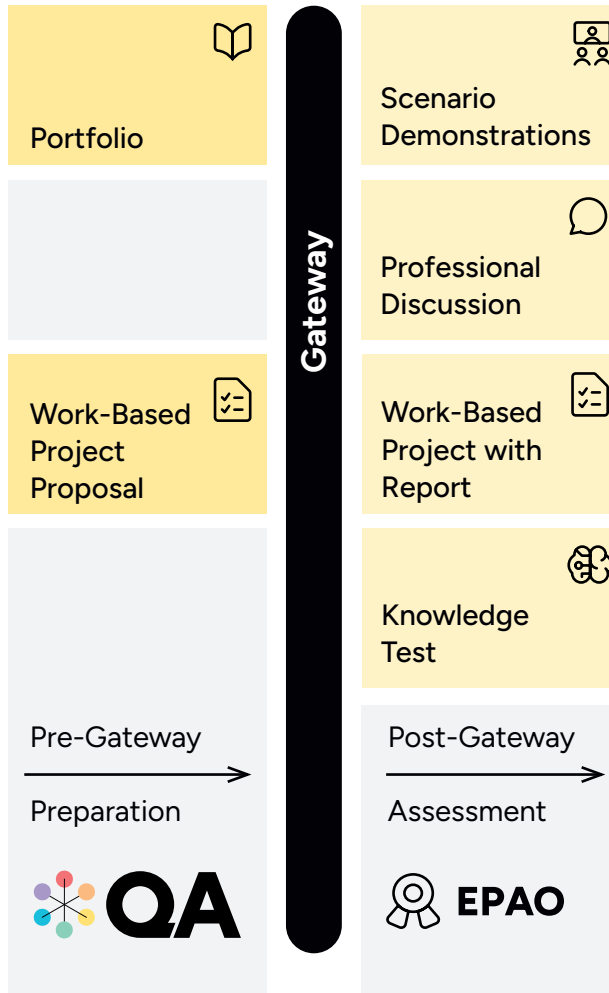 Portfolio
Work-Based
Project
Proposal
Pre-Gateway
Preparation
QA
Gateway
Scenario
Demonstrations
Professional
Discussion
Work-Based
Project with
Report
Knowledge
Test
Post-Gateway
Assessment
EPAO